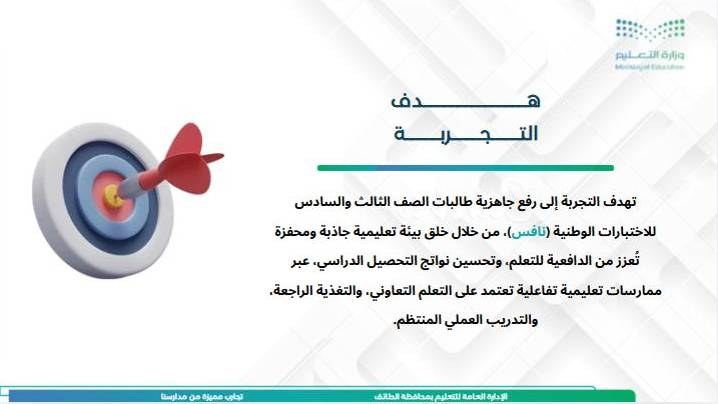 وزارة التعليم
Ministry of Education
هـدف
التـجـربـة
تهدف التجربة إلى رفع جاهزية طالبات الصف الثالث والسادس
للاختبارات الوطنية (نافس)، من خلال خلق بيئة تعليمية جاذبة ومحفزة
تُعزز من الدافعية للتعلم، وتحسين نواتج التحصيل الدراسي، عبر
ممارسات تعليمية تفاعلية تعتمد على التعلم التعاوني، والتغذية الراجعة،
والتدريب العملي المنتظم.
الإدارة العامة للتعليم بمحافظة الطائف
تجارب مميزة من مدارسنا